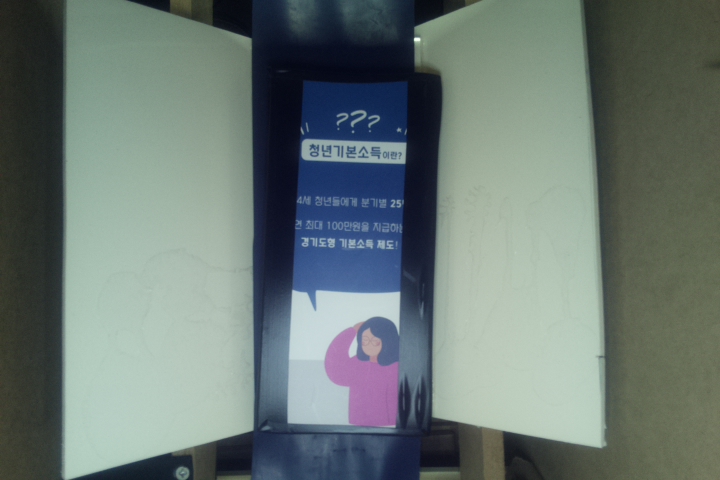 ???
청년기본소득이란?
4세 청년들에게 분기별 25
최대 100만원을 지급하는
경기도형 기본소득 제도!